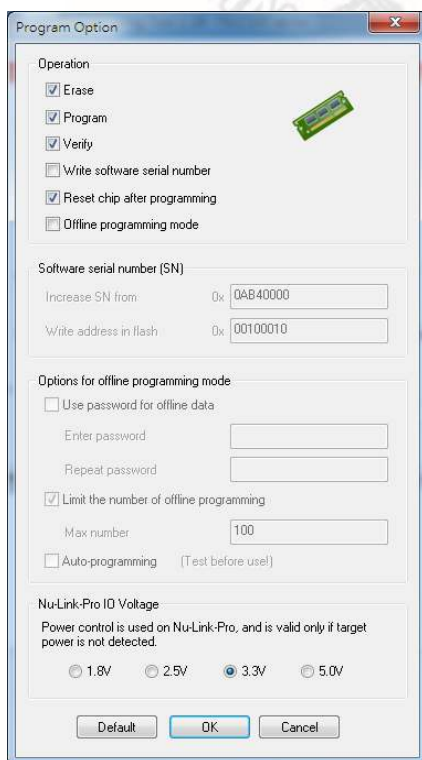 Program Option
Operation
Erase
Program
Verify
Write software serial number
Reset chip after programming
Offline programming mode
Software serial number (SN)
Increase SN from 0x 0AB40000
Write address in flash 0x 00100010
Options for offline programming mode
Use password for offline data
Enter password
Repeat password
Limit the number of offline programming
Max number 100
Auto-programming (Test before use!)
Nu-Link-Pro IO Voltage
Power control is used on Nu-Link-Pro, and is valid only if target
power is not detected.
1.8V 2.5V 3.3V 5.0V
Default OK Cancel